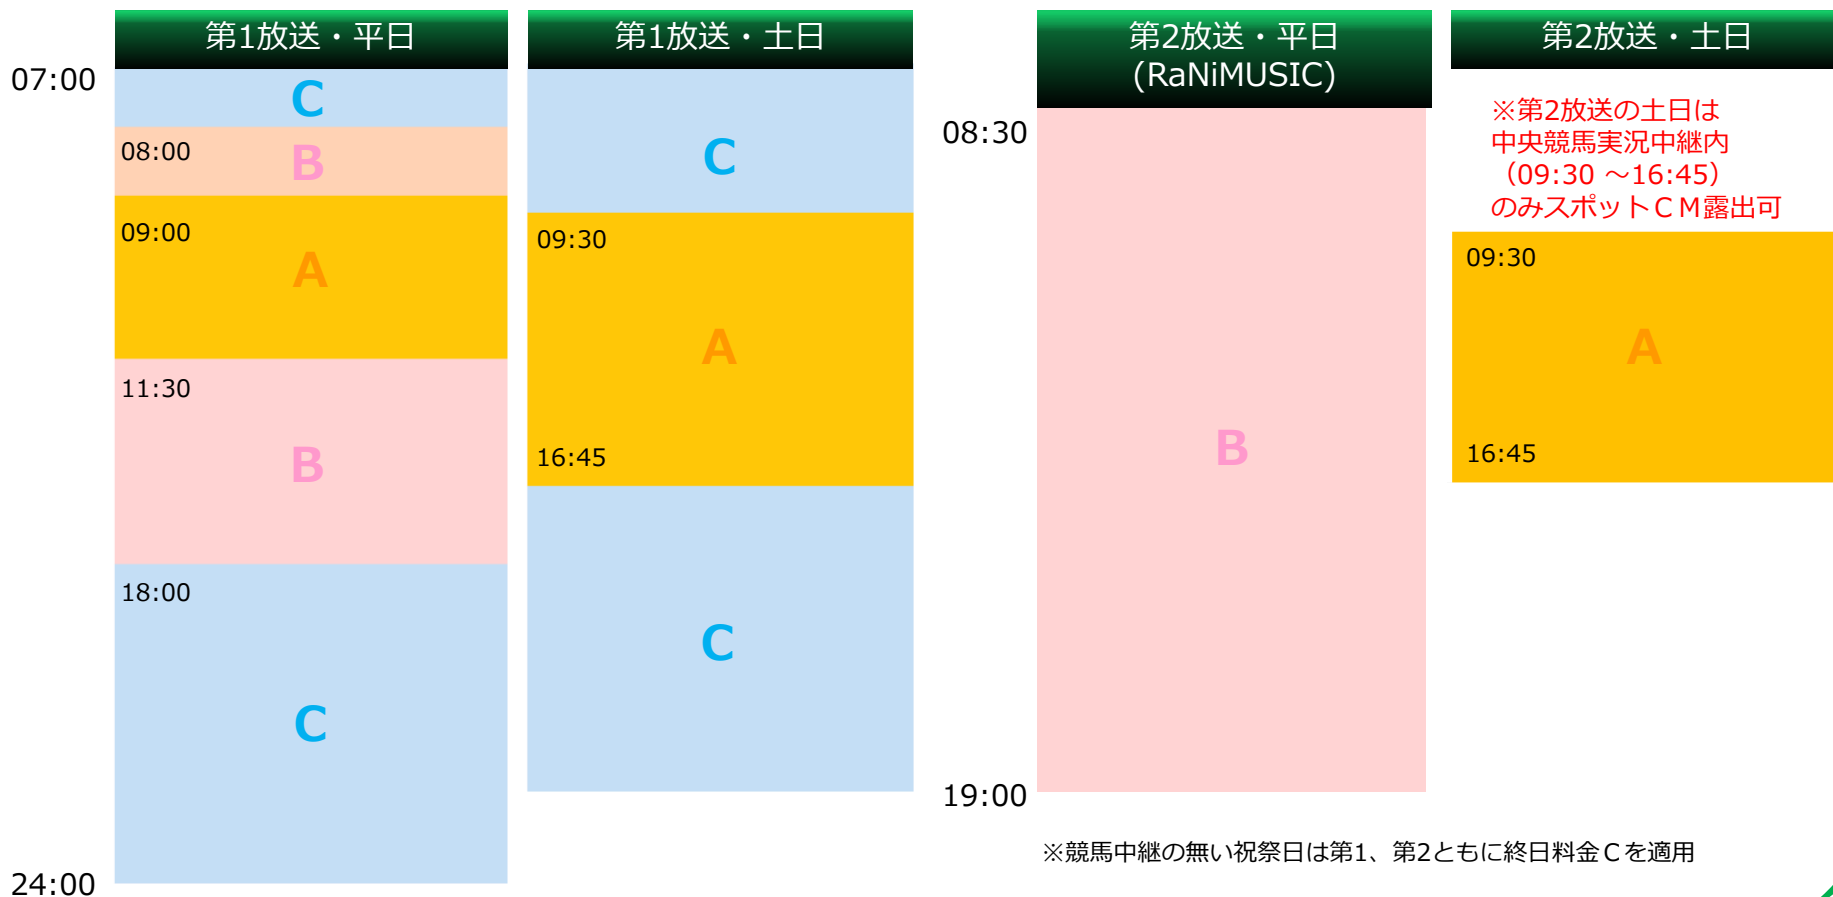 第1放送・平日
07:00
C
08:00
B
09:00
A
11:30
B
18:00
C
24:00
第1放送・土日
C
09:30
A
16:45
C
第2放送・平日
(RaNiMUSIC)
08:30
B
19:00
第2放送・土日
※第2放送の土日は
中央競馬実況中継内
（09:30 ～16:45）
のみスポットＣＭ露出可
09:30
A
16:45
※競馬中継の無い祝祭日は第1、第2ともに終日料金Ｃを適用